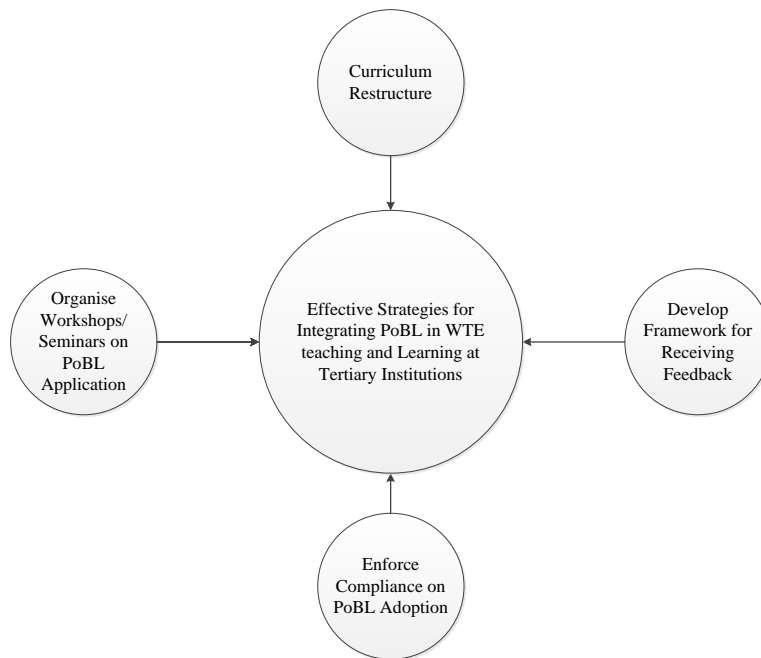 Curriculum
Restructure
Organise
Workshops/
Seminars on
PoBL
Application
Effective Strategies for
Integrating PoBL in WTE
teaching and Learning at
Tertiary Institutions
Develop
Framework for
Receiving
Feedback
Enforce
Compliance on
PoBL Adoption